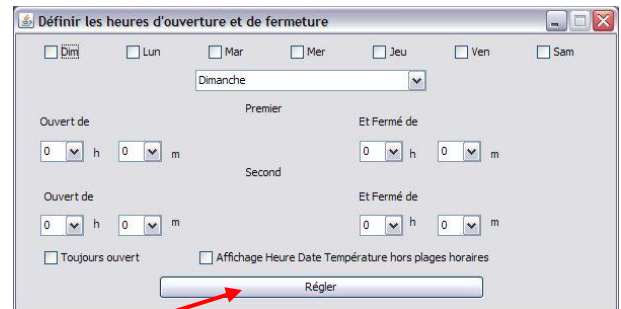 Définir les heures d'ouverture et de fermeture
Dim Lun Mar Mer Jeu Ven Sam
Dimanche
Premier
Ouvert de Et Fermé de
0 h 0 m 0 h 0 m
Second
Ouvert de Et Fermé de
0 h 0 m 0 h 0 m
Toujours ouvert Affichage Heure Date Température hors plages horaires
Régler